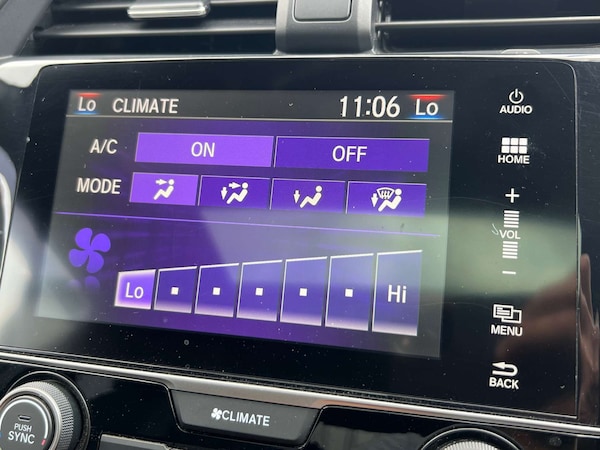 Lo CLIMATE 11:06 Lo
A/C ON OFF
MODE
Lo Hi
AUDIO
HOME
+
VOL
−
MENU
BACK
PUSH
SYNC
CLIMATE